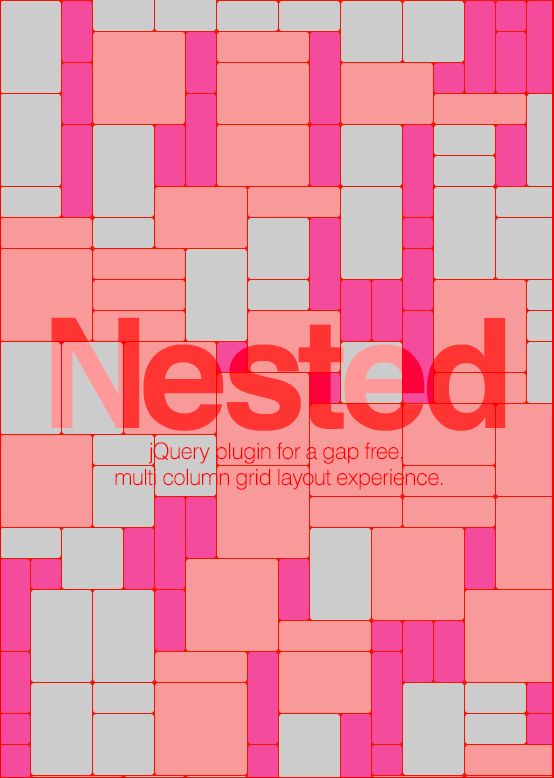 Nested
jQuery plugin for a gap free,
multi column grid layout experience.